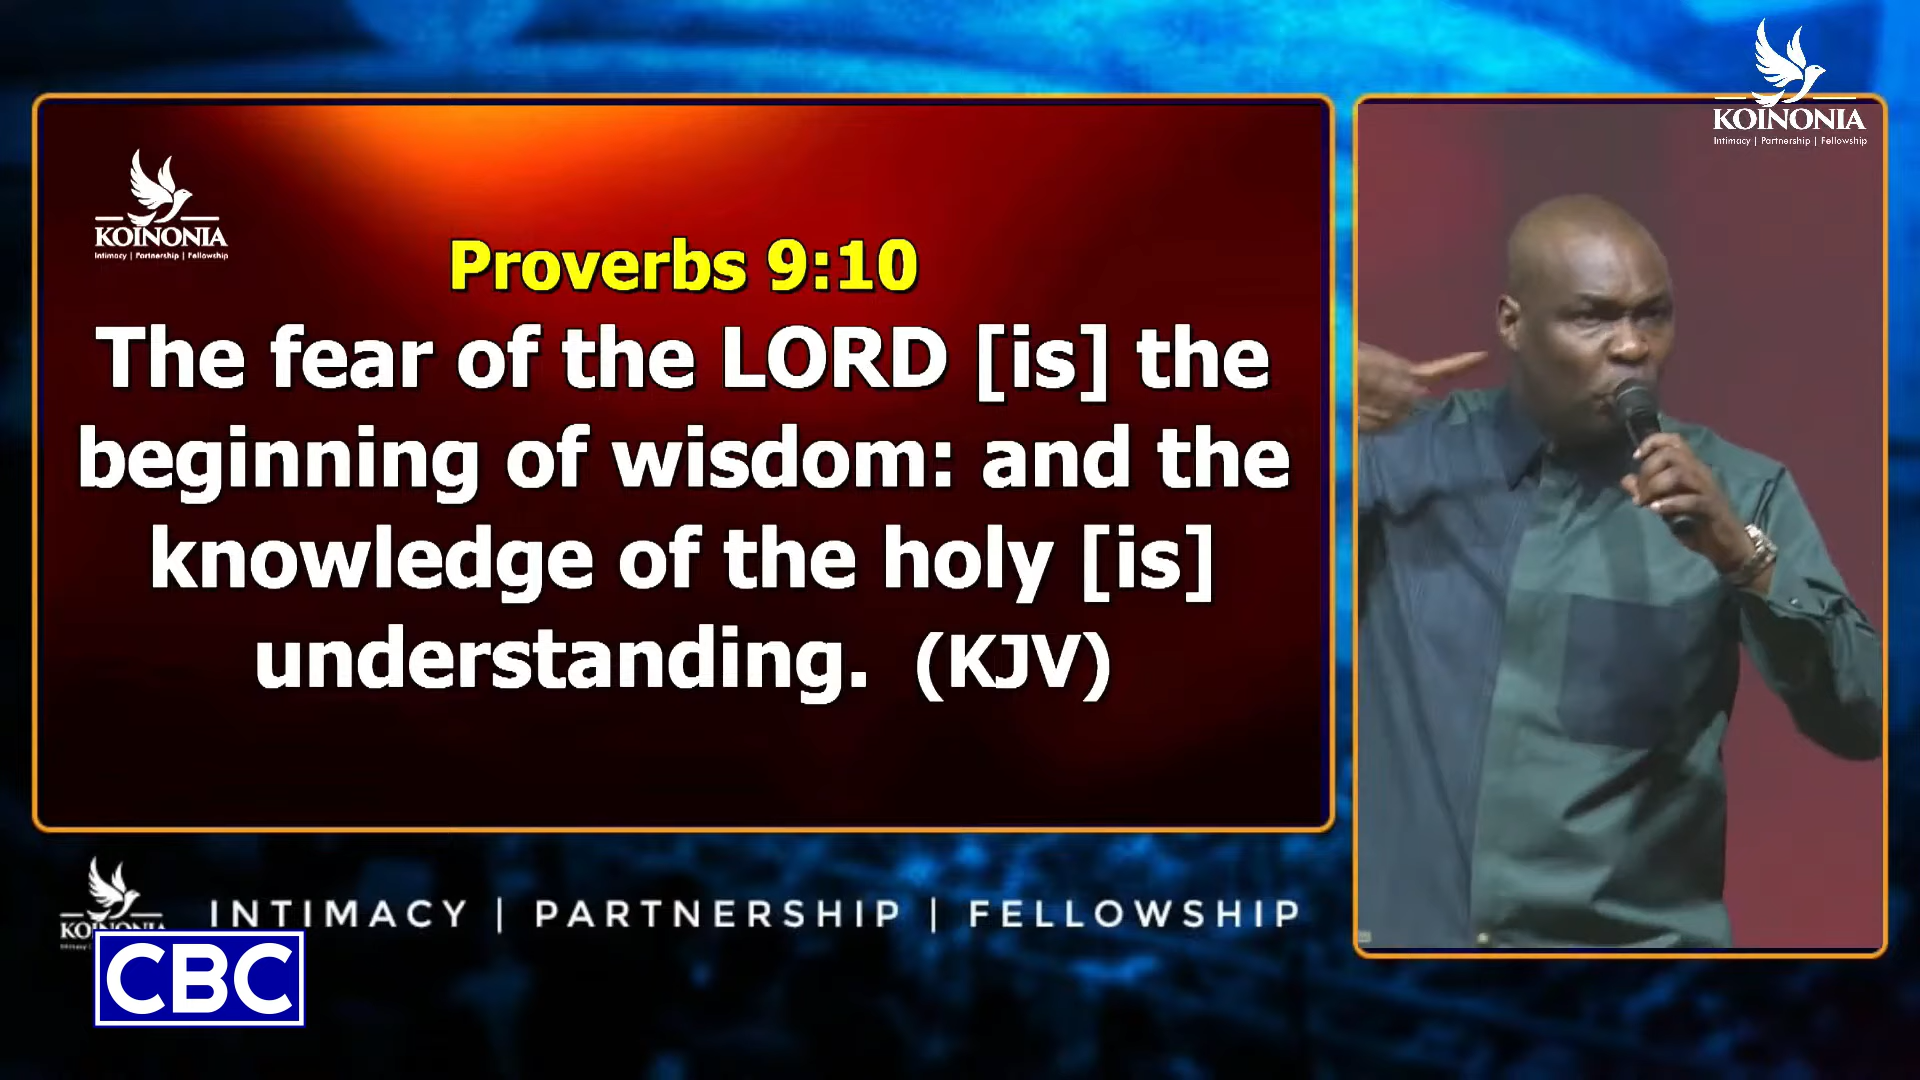 KOINONIA
Intimacy | Partnership | Fellowship
KOINONIA
Intimacy | Partnership | Fellowship
Proverbs 9:10
The fear of the LORD [is] the
beginning of wisdom: and the
knowledge of the holy [is]
understanding.  (KJV)
KOINONIA
INTIMACY | PARTNERSHIP | FELLOWSHIP
CBC